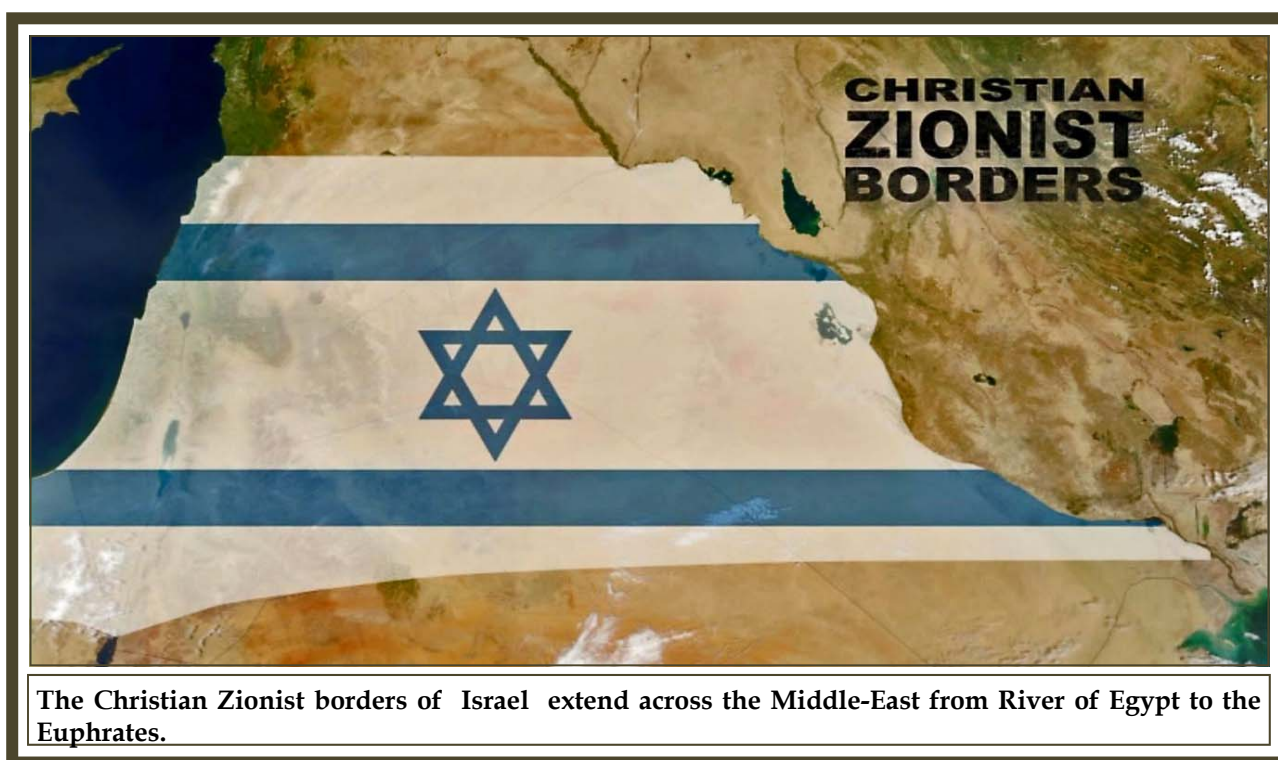 CHRISTIAN
ZIONIST
BORDERS
The Christian Zionist borders of Israel extend across the Middle-East from River of Egypt to the
Euphrates.